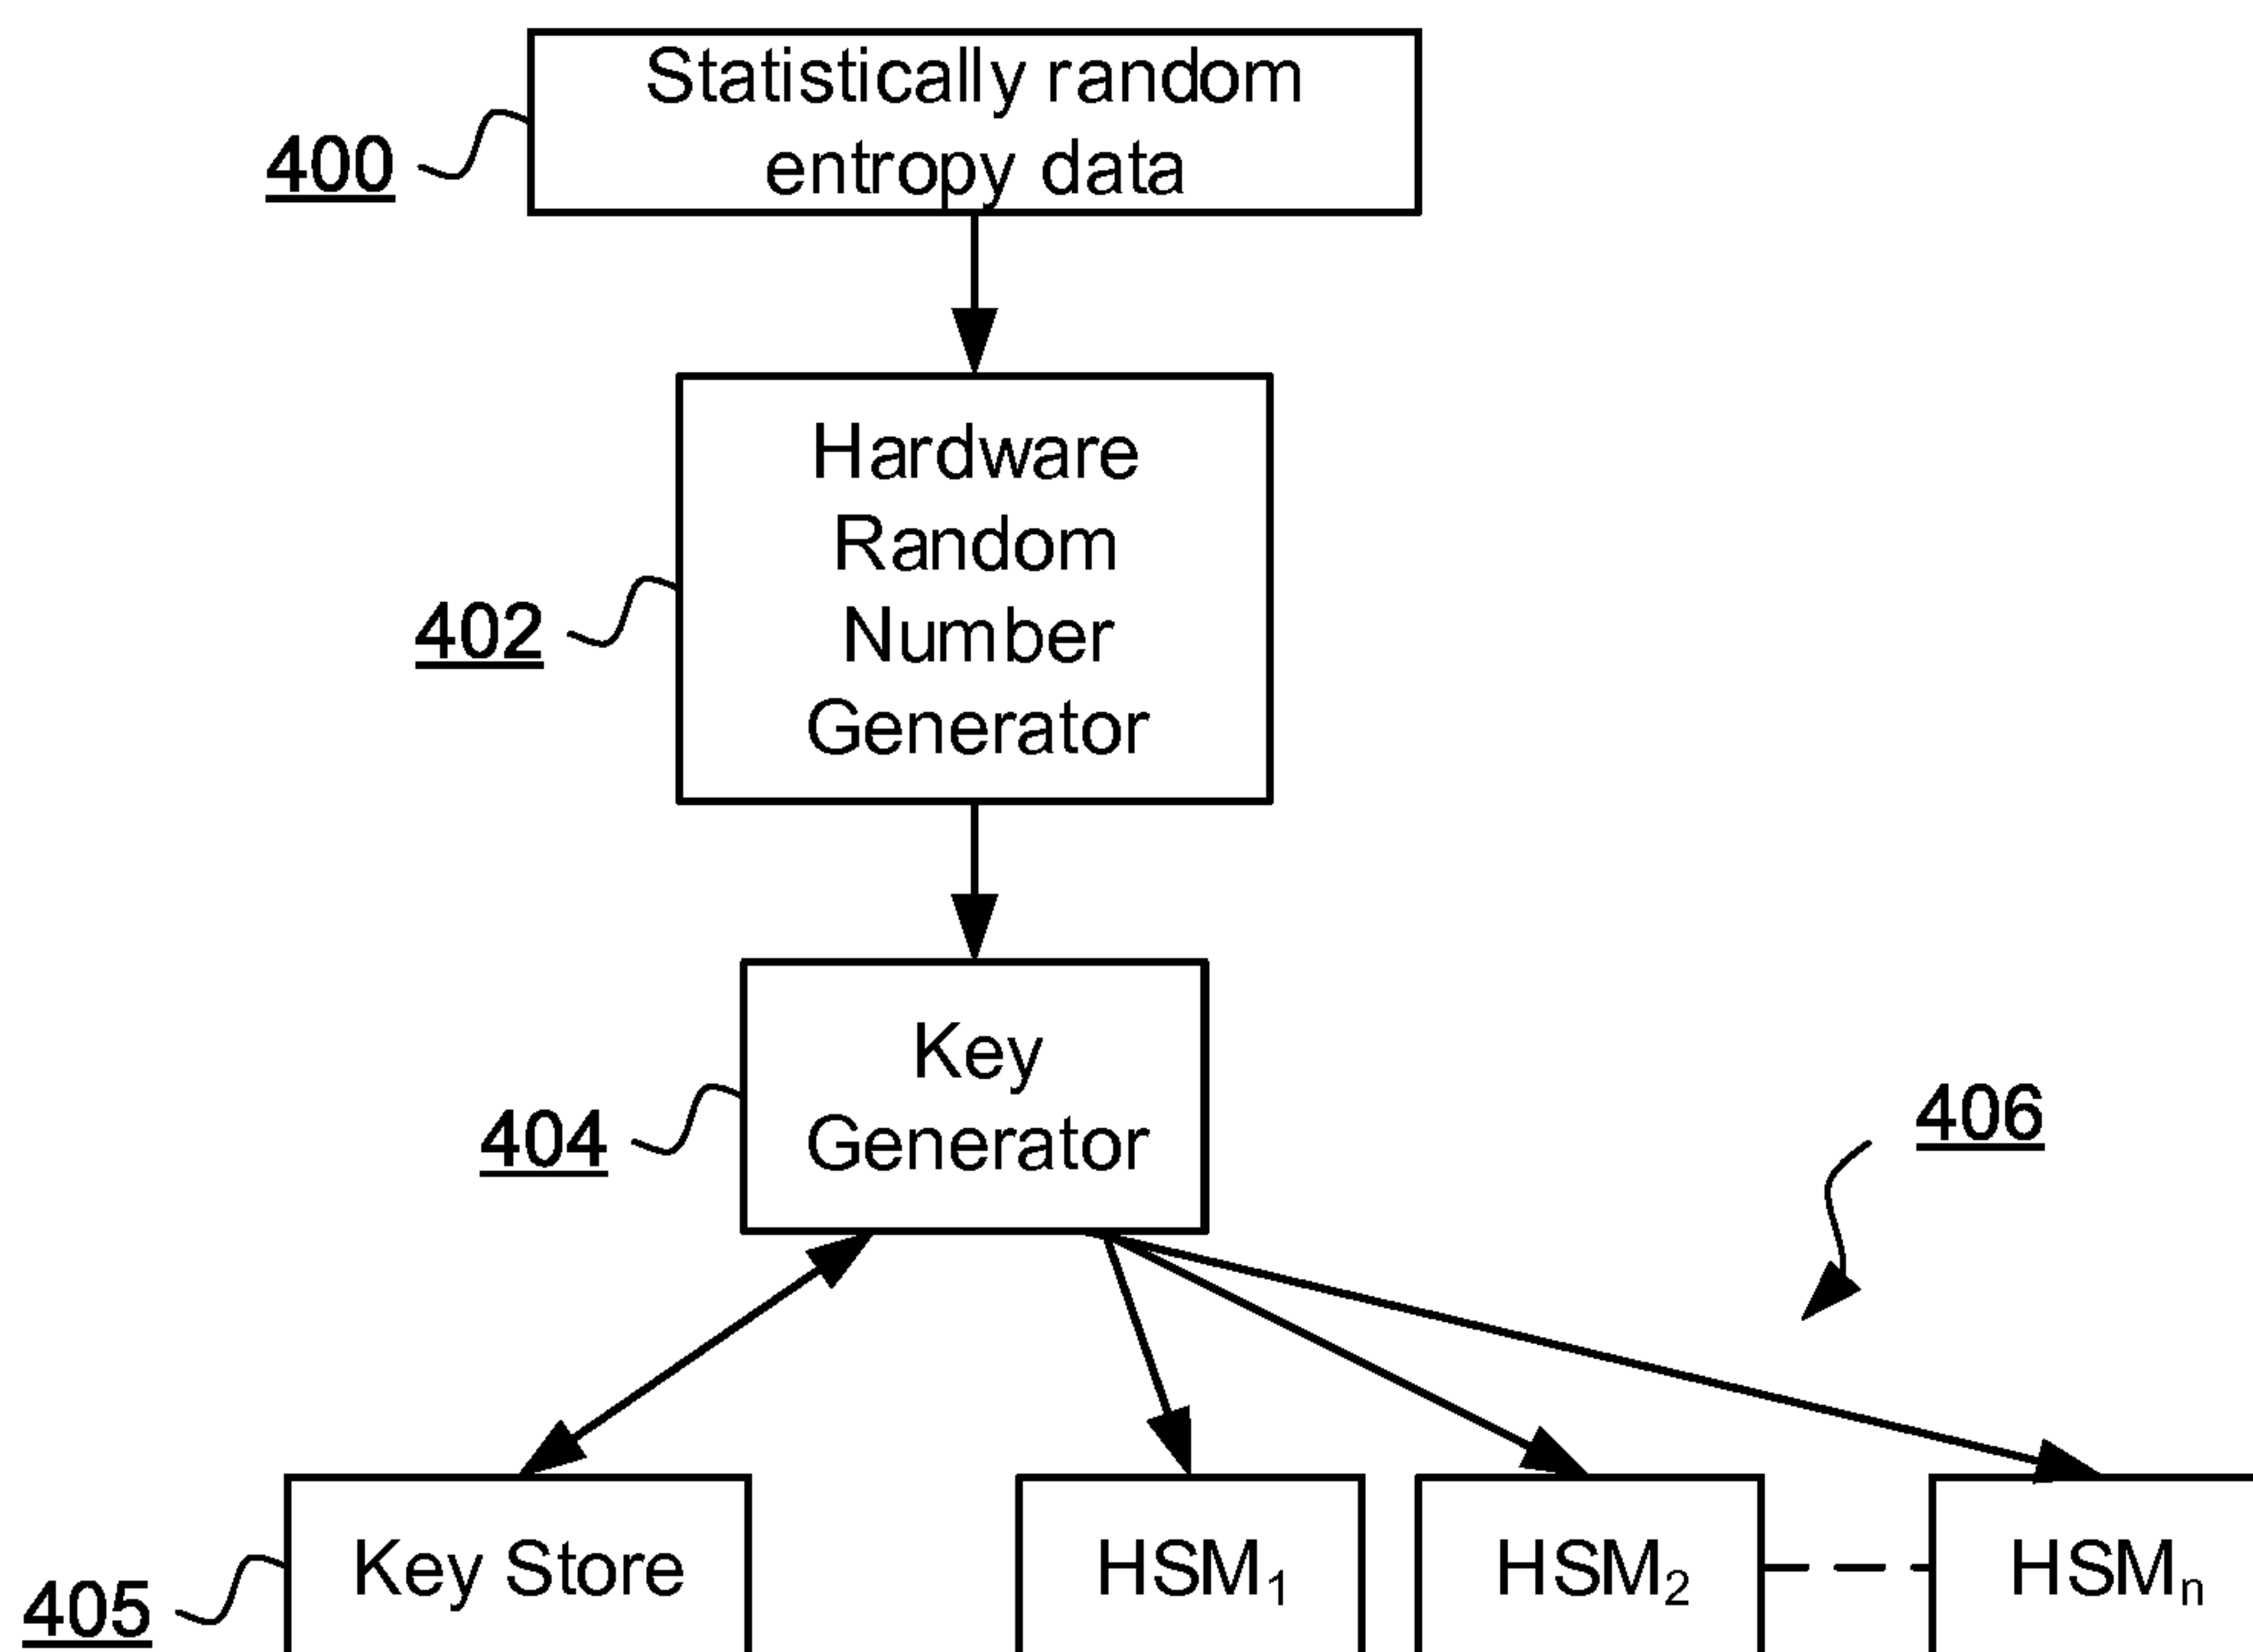 Statistically random
entropy data
400
Hardware
Random
Number
Generator
402
Key
Generator
404
406
Key Store
HSM₁
HSM₂
HSMₙ
405